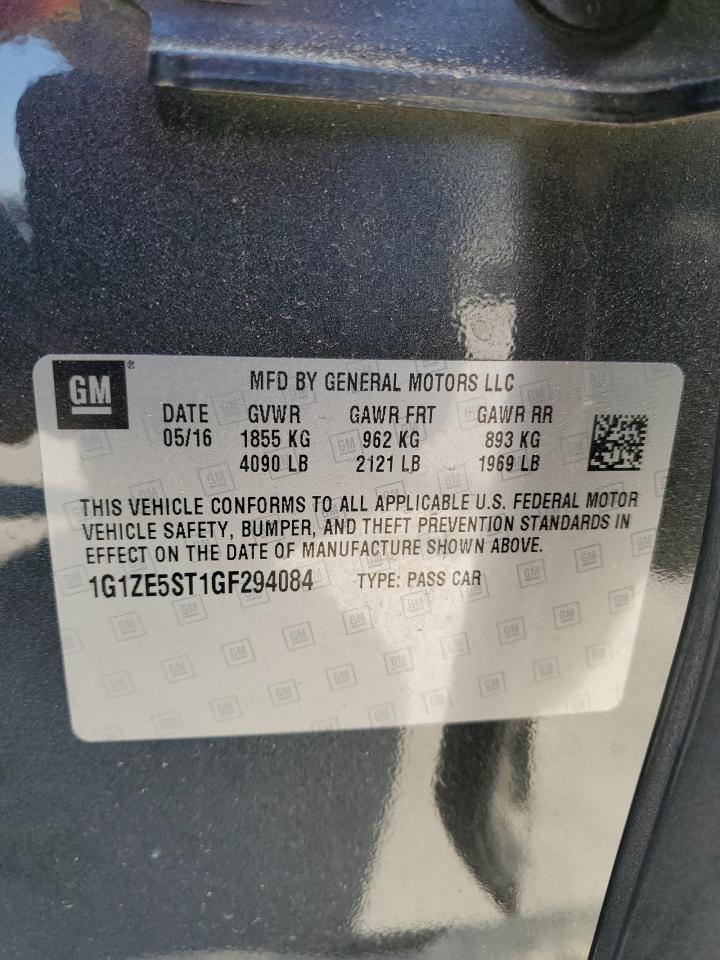 GM®
MFD BY GENERAL MOTORS LLC
DATE GVWR GAWR FRT GAWR RR
05/16 1855 KG 962 KG 893 KG
4090 LB 2121 LB 1969 LB
THIS VEHICLE CONFORMS TO ALL APPLICABLE U.S. FEDERAL MOTOR
VEHICLE SAFETY, BUMPER, AND THEFT PREVENTION STANDARDS IN
EFFECT ON THE DATE OF MANUFACTURE SHOWN ABOVE.
1G1ZE5ST1GF294084 TYPE: PASS CAR